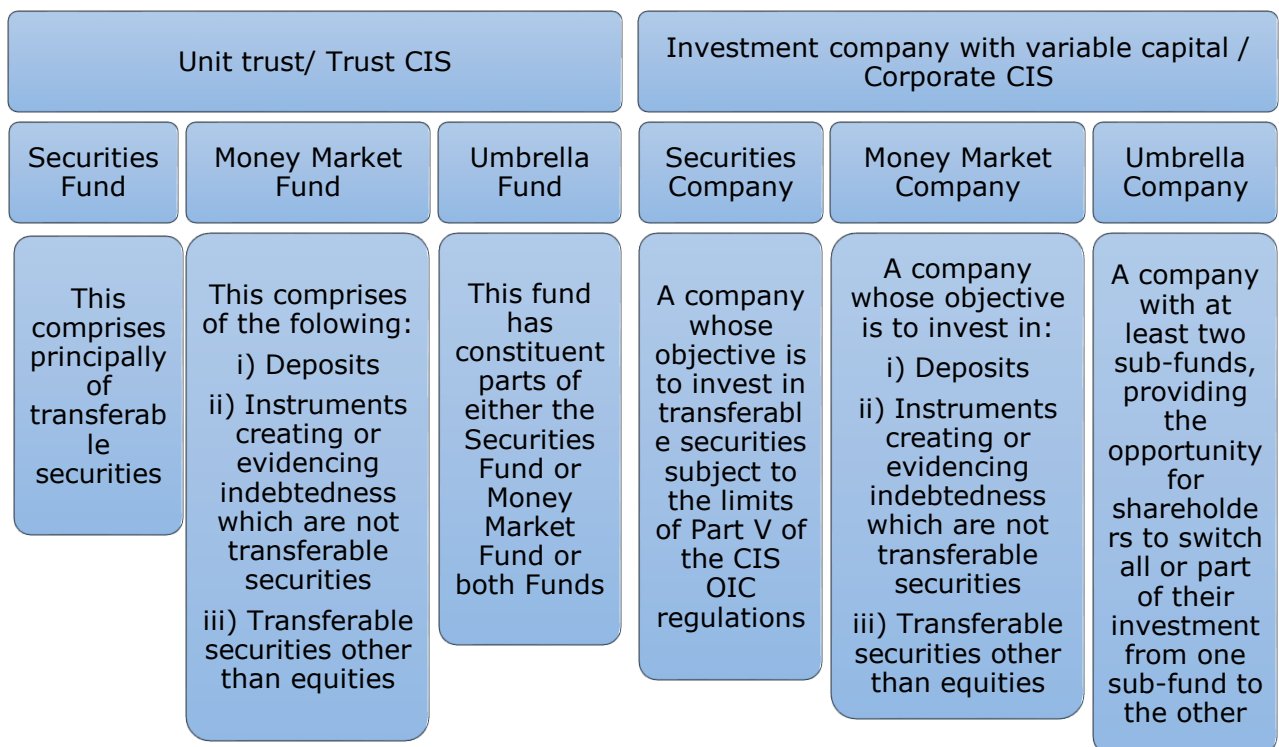 Unit trust/ Trust CIS
Investment company with variable capital /
Corporate CIS
Securities
Fund
Money Market
Fund
Umbrella
Fund
Securities
Company
Money Market
Company
Umbrella
Company
This
comprises
principally
of
transferab
le
securities
This comprises
of the folowing:
i) Deposits
ii) Instruments
creating or
evidencing
indebtedness
which are not
transferable
securities
iii) Transferable
securities other
than equities
This fund
has
constituent
parts of
either the
Securities
Fund or
Money
Market
Fund or
both Funds
A company
whose
objective is
to invest in
transferabl
e securities
subject to
the limits
of Part V of
the CIS
OIC
regulations
A company
whose objective
is to invest in:
i) Deposits
ii) Instruments
creating or
evidencing
indebtedness
which are not
transferable
securities
iii) Transferable
securities other
than equities
A company
with at
least two
sub-funds,
providing
the
opportunity
for
shareholde
rs to switch
all or part
of their
investment
from one
sub-fund to
the other